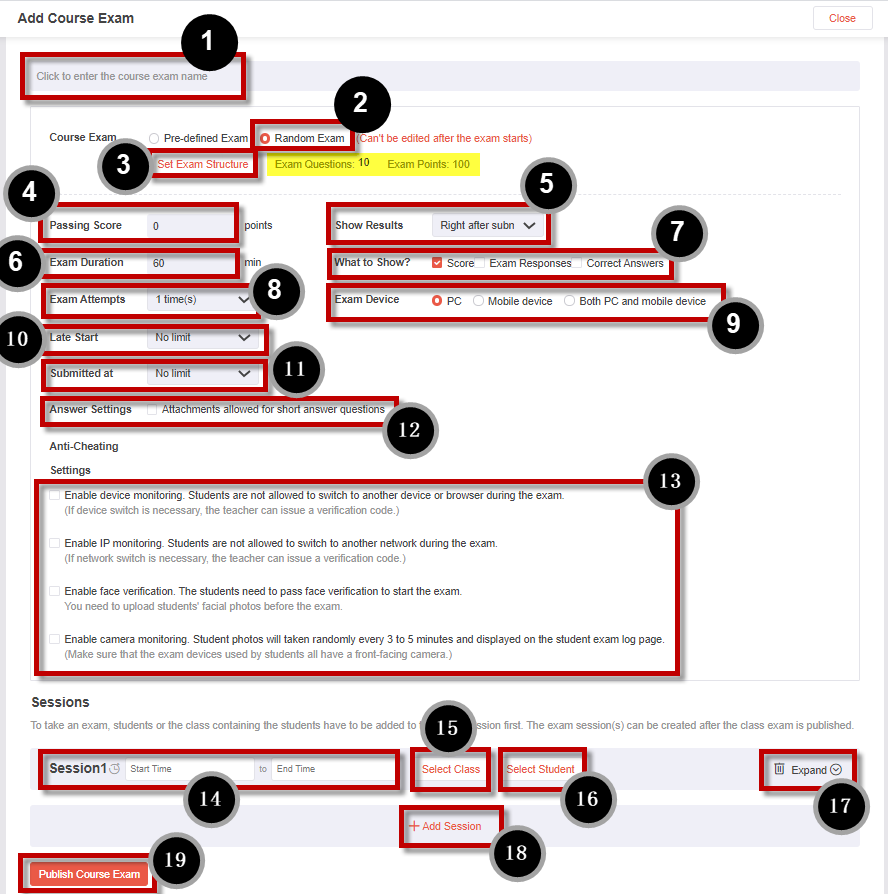 Add Course Exam
Close
1
Click to enter the course exam name
2
Course Exam Pre-defined Exam Random Exam (Can't be edited after the exam starts)
3 Set Exam Structure Exam Questions: 10 Exam Points: 100
4 5
Passing Score 0 points Show Results Right after subn
7
6 Exam Duration 60 min What to Show? Score Exam Responses Correct Answers
8
Exam Attempts 1 time(s) Exam Device PC Mobile device Both PC and mobile device
9
10 Late Start No limit
11
Submitted at No limit
Answer Settings Attachments allowed for short answer questions
12
Anti-Cheating
Settings
13
Enable device monitoring. Students are not allowed to switch to another device or browser during the exam.
(If device switch is necessary, the teacher can issue a verification code.)
Enable IP monitoring. Students are not allowed to switch to another network during the exam.
(If network switch is necessary, the teacher can issue a verification code.)
Enable face verification. The students need to pass face verification to start the exam.
You need to upload students' facial photos before the exam.
Enable camera monitoring. Student photos will taken randomly every 3 to 5 minutes and displayed on the student exam log page.
(Make sure that the exam devices used by students all have a front-facing camera.)
Sessions
To take an exam, students or the class containing the students have to be added to ssion first. The exam session(s) can be created after the class exam is published.
15
Session1 Start Time to End Time Select Class Select Student Expand
14 16 17
+ Add Session
18
19
Publish Course Exam